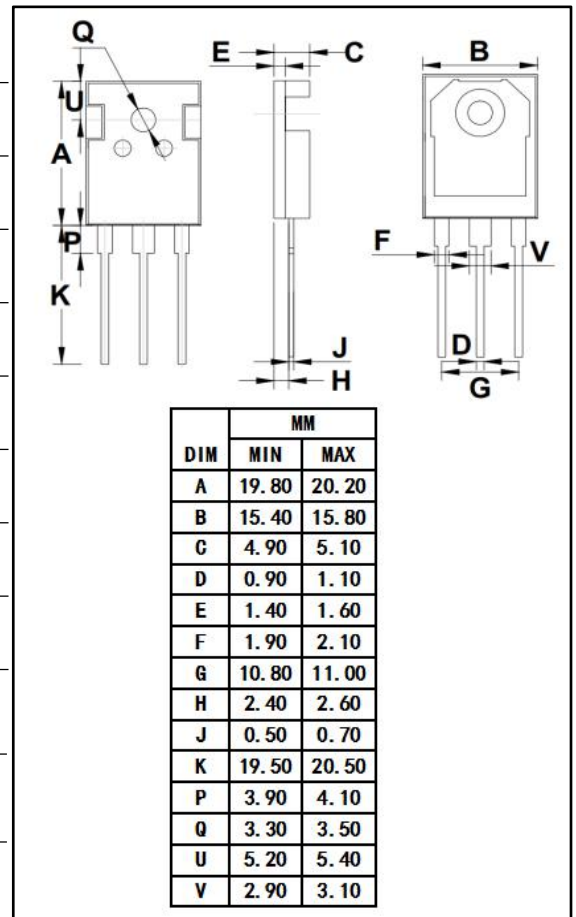 Q
E
C
B
U
A
P
K
F
V
J
H
D
G
MM
DIM MIN MAX
A 19.80 20.20
B 15.40 15.80
C 4.90 5.10
D 0.90 1.10
E 1.40 1.60
F 1.90 2.10
G 10.80 11.00
H 2.40 2.60
J 0.50 0.70
K 19.50 20.50
P 3.90 4.10
Q 3.30 3.50
U 5.20 5.40
V 2.90 3.10